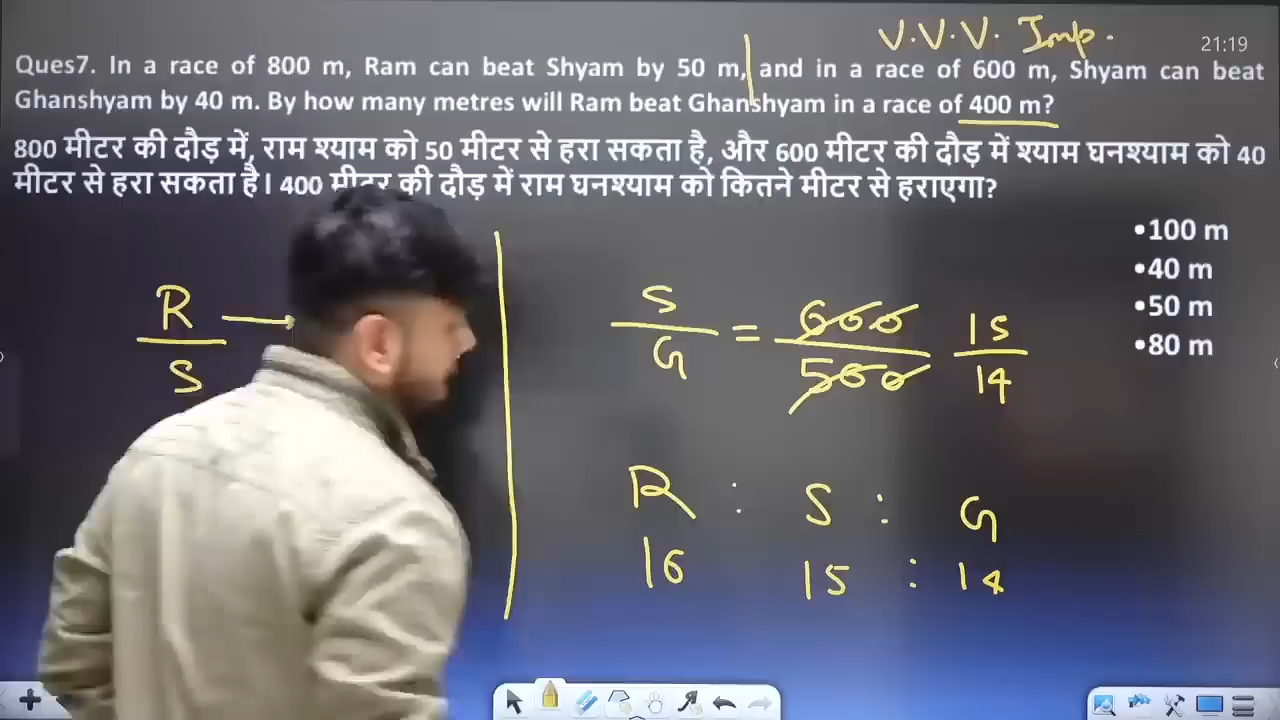 V.V.V. Imp.
21:19
Ques7. In a race of 800 m, Ram can beat Shyam by 50 m, and in a race of 600 m, Shyam can beat
Ghanshyam by 40 m. By how many metres will Ram beat Ghanshyam in a race of 400 m?
800 मीटर की दौड़ में, राम श्याम को 50 मीटर से हरा सकता है, और 600 मीटर की दौड़ में श्याम घनश्याम को 40
मीटर से हरा सकता है। 400 मीटर की दौड़ में राम घनश्याम को कितने मीटर से हराएगा?
•100 m
•40 m
•50 m
•80 m
R
S
S
G
= 600 15
560 14
R : S : G
16 15 : 14